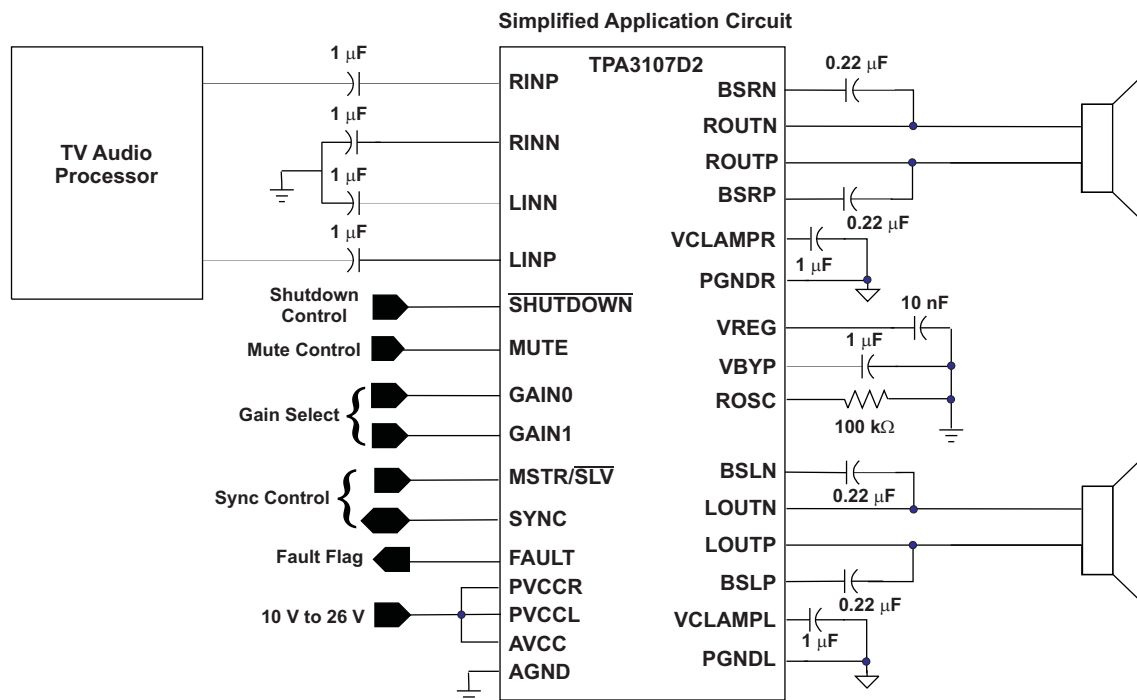 Simplified Application Circuit
TV Audio
Processor
1 μF
1 μF
1 μF
1 μF
Shutdown
Control
Mute Control
Gain Select
Sync Control
Fault Flag
10 V to 26 V
TPA3107D2
RINP
RINN
LINN
LINP
SHUTDOWN
MUTE
GAIN0
GAIN1
MSTR/SLV
SYNC
FAULT
PVCCR
PVCCL
AVCC
AGND
BSRN
ROUTN
ROUTP
BSRP
VCLAMPR
PGNDR
VREG
VBYP
ROSC
BSLN
LOUTN
LOUTP
BSLP
VCLAMPL
PGNDL
0.22 μF
0.22 μF
1 μF
10 nF
1 μF
100 kΩ
0.22 μF
0.22 μF
1 μF